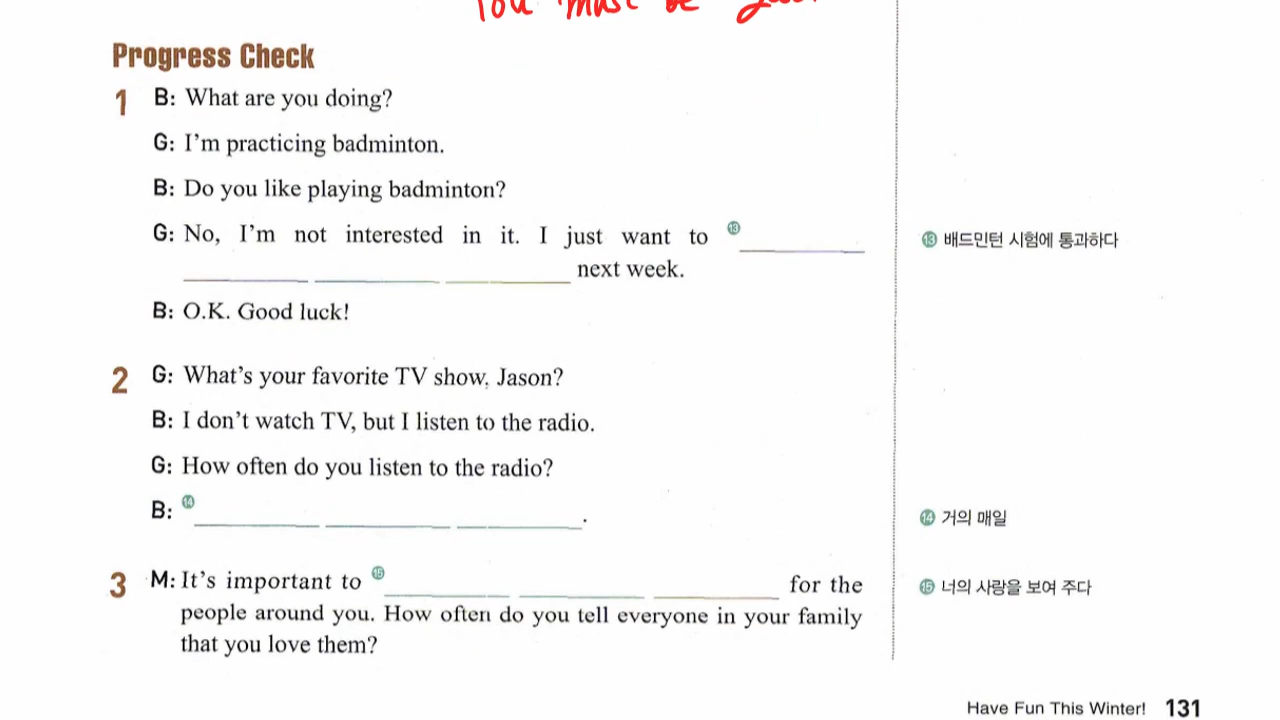 You must be
Progress Check
1 B: What are you doing?
G: I'm practicing badminton.
B: Do you like playing badminton?
G: No, I'm not interested in it. I just want to ⑬ ⑬ 배드민턴 시험에 통과하다
next week.
B: O.K. Good luck!
2 G: What's your favorite TV show, Jason?
B: I don't watch TV, but I listen to the radio.
G: How often do you listen to the radio?
B: ⑭ . ⑭ 거의 매일
3 M: It's important to ⑮ for the ⑮ 너의 사랑을 보여 주다
people around you. How often do you tell everyone in your family
that you love them?
Have Fun This Winter! 131